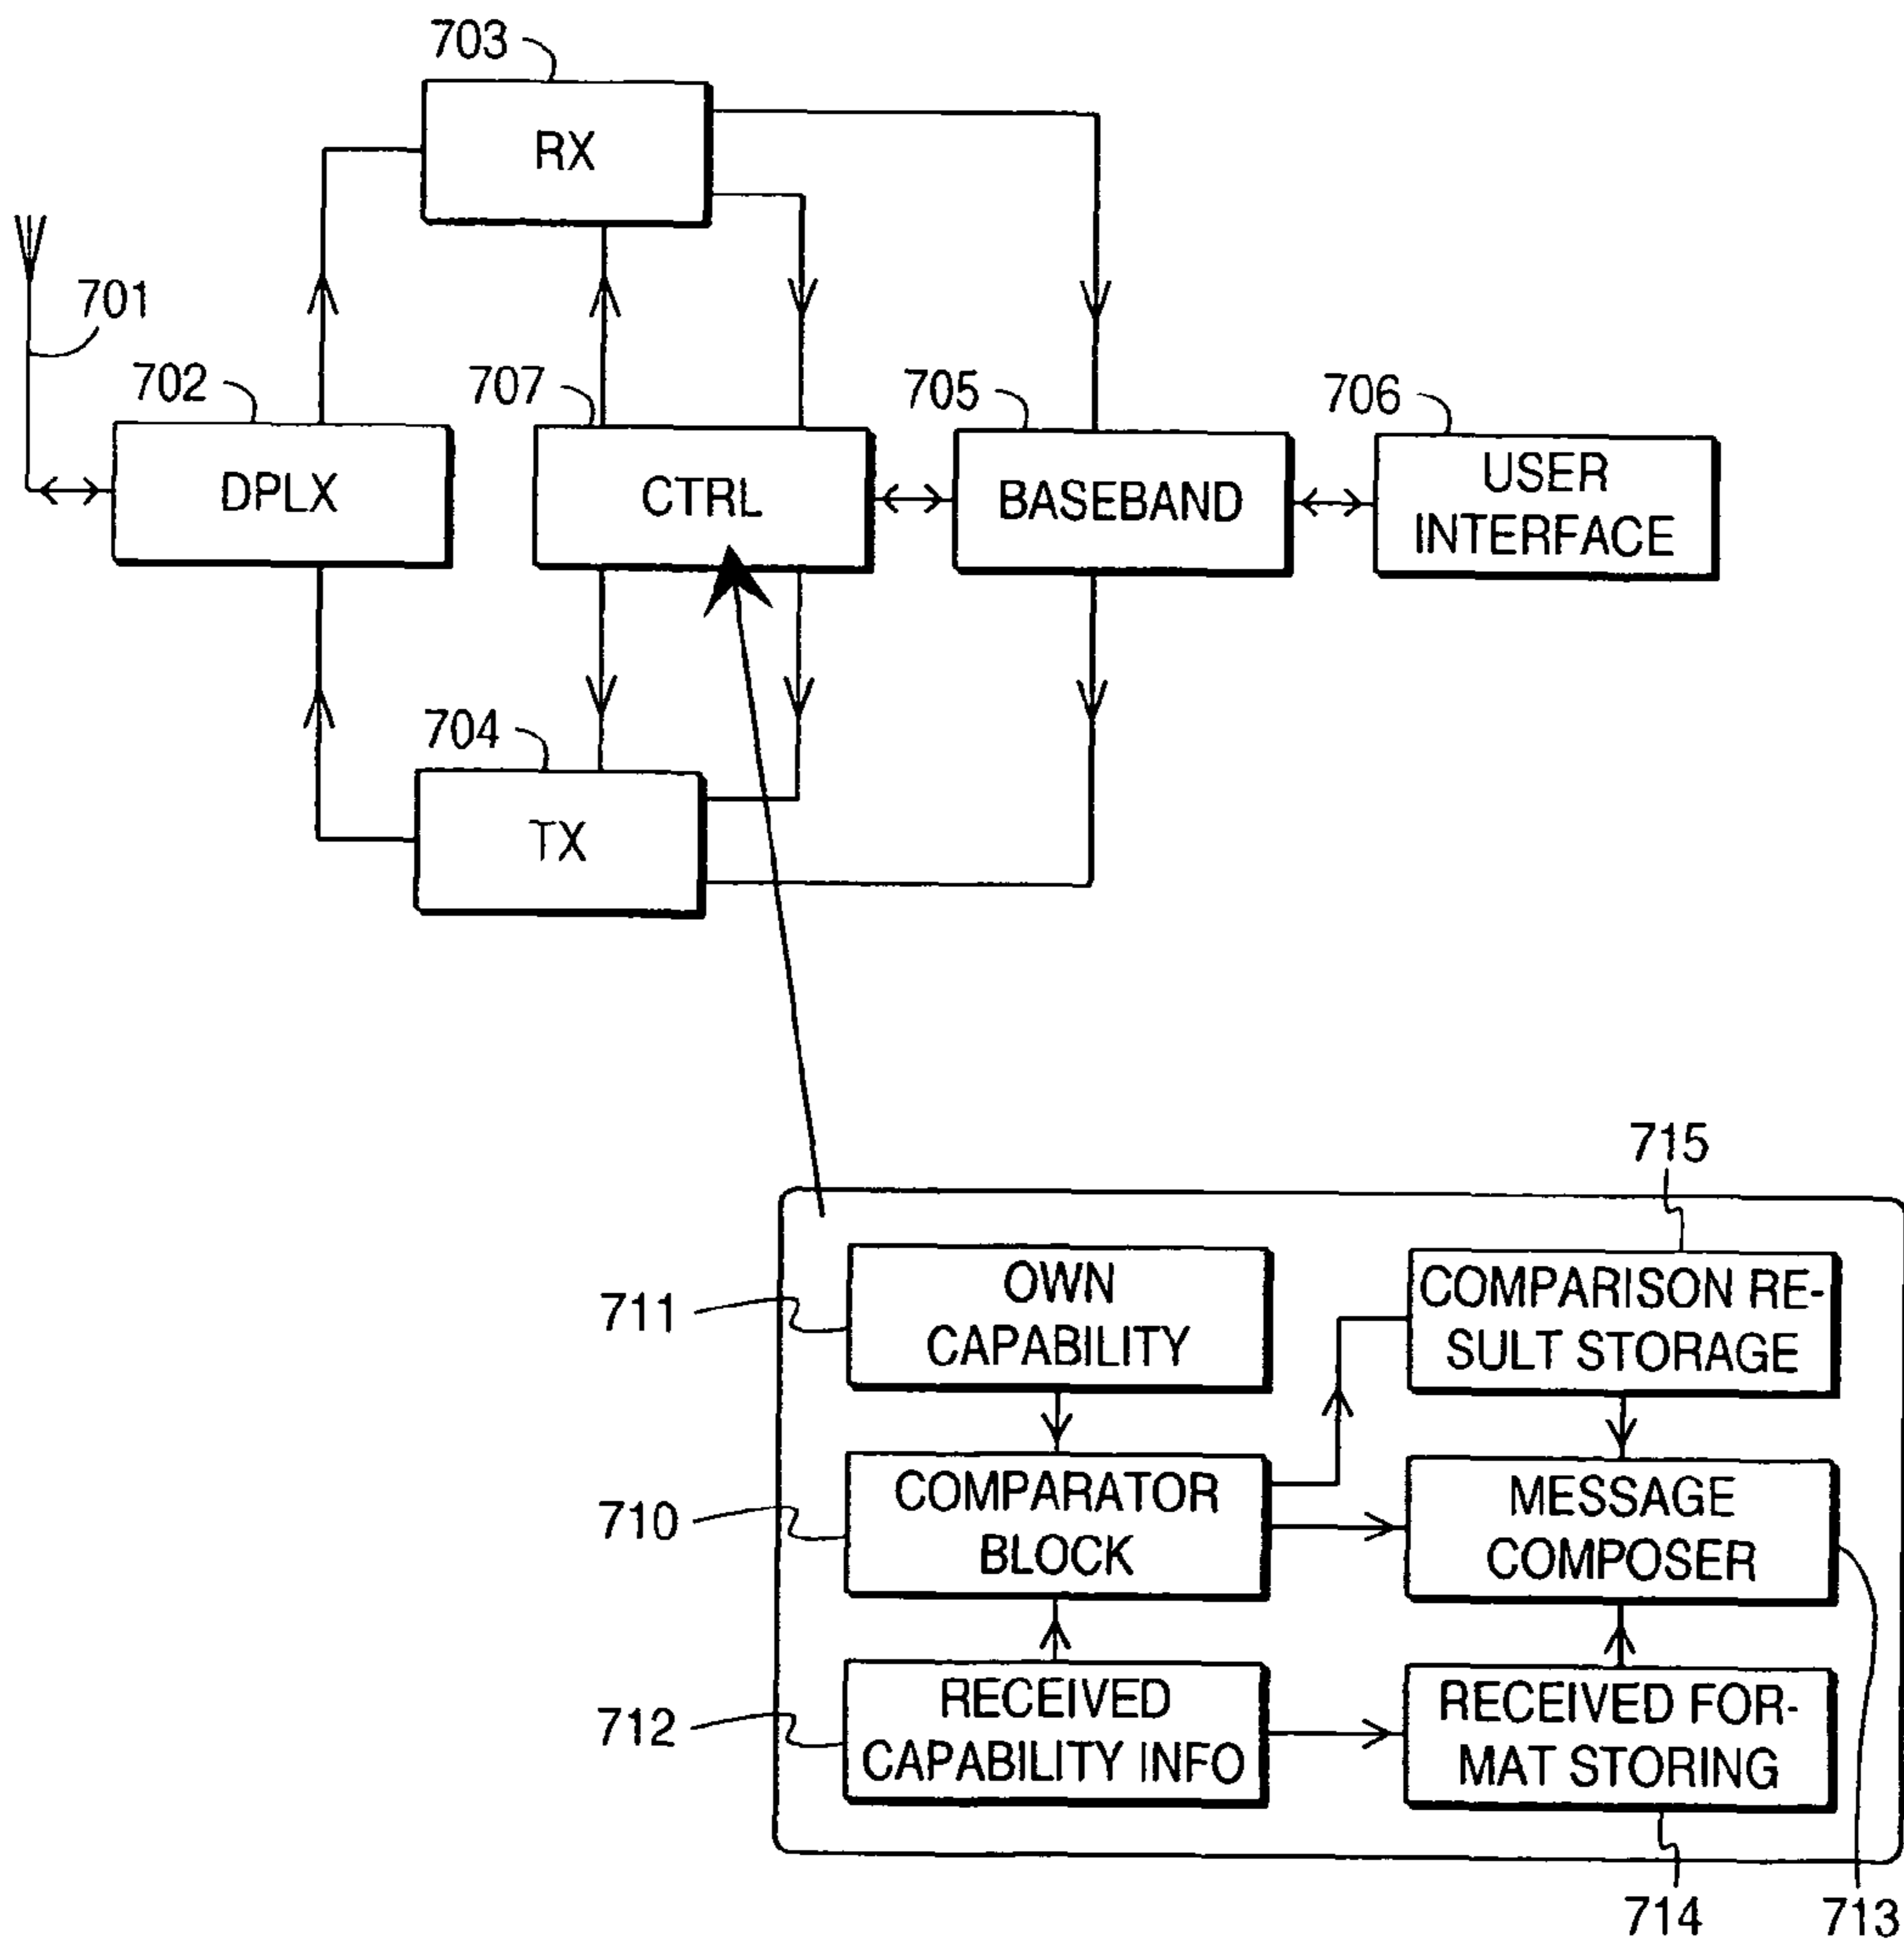 703
RX
701
702
707
705
706
DPLX
CTRL
BASEBAND
USER
INTERFACE
704
TX
715
711
OWN
CAPABILITY
COMPARISON RE-
SULT STORAGE
710
COMPARATOR
BLOCK
MESSAGE
COMPOSER
712
RECEIVED
CAPABILITY INFO
RECEIVED FOR-
MAT STORING
714
713